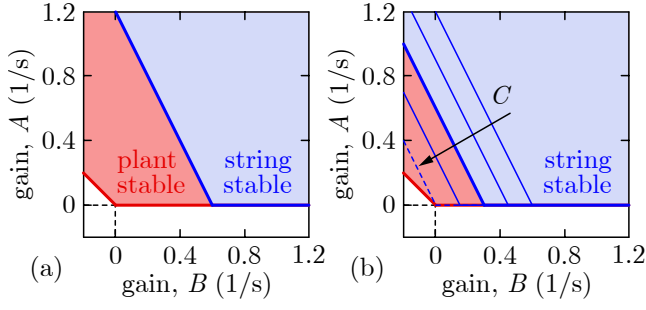 1.2
0.8
0.4
0
gain, A (1/s)
plant
stable
string
stable
0 0.4 0.8 1.2
(a)
gain, B (1/s)
1.2
0.8
0.4
0
gain, A (1/s)
C
string
stable
0 0.4 0.8 1.2
(b)
gain, B (1/s)